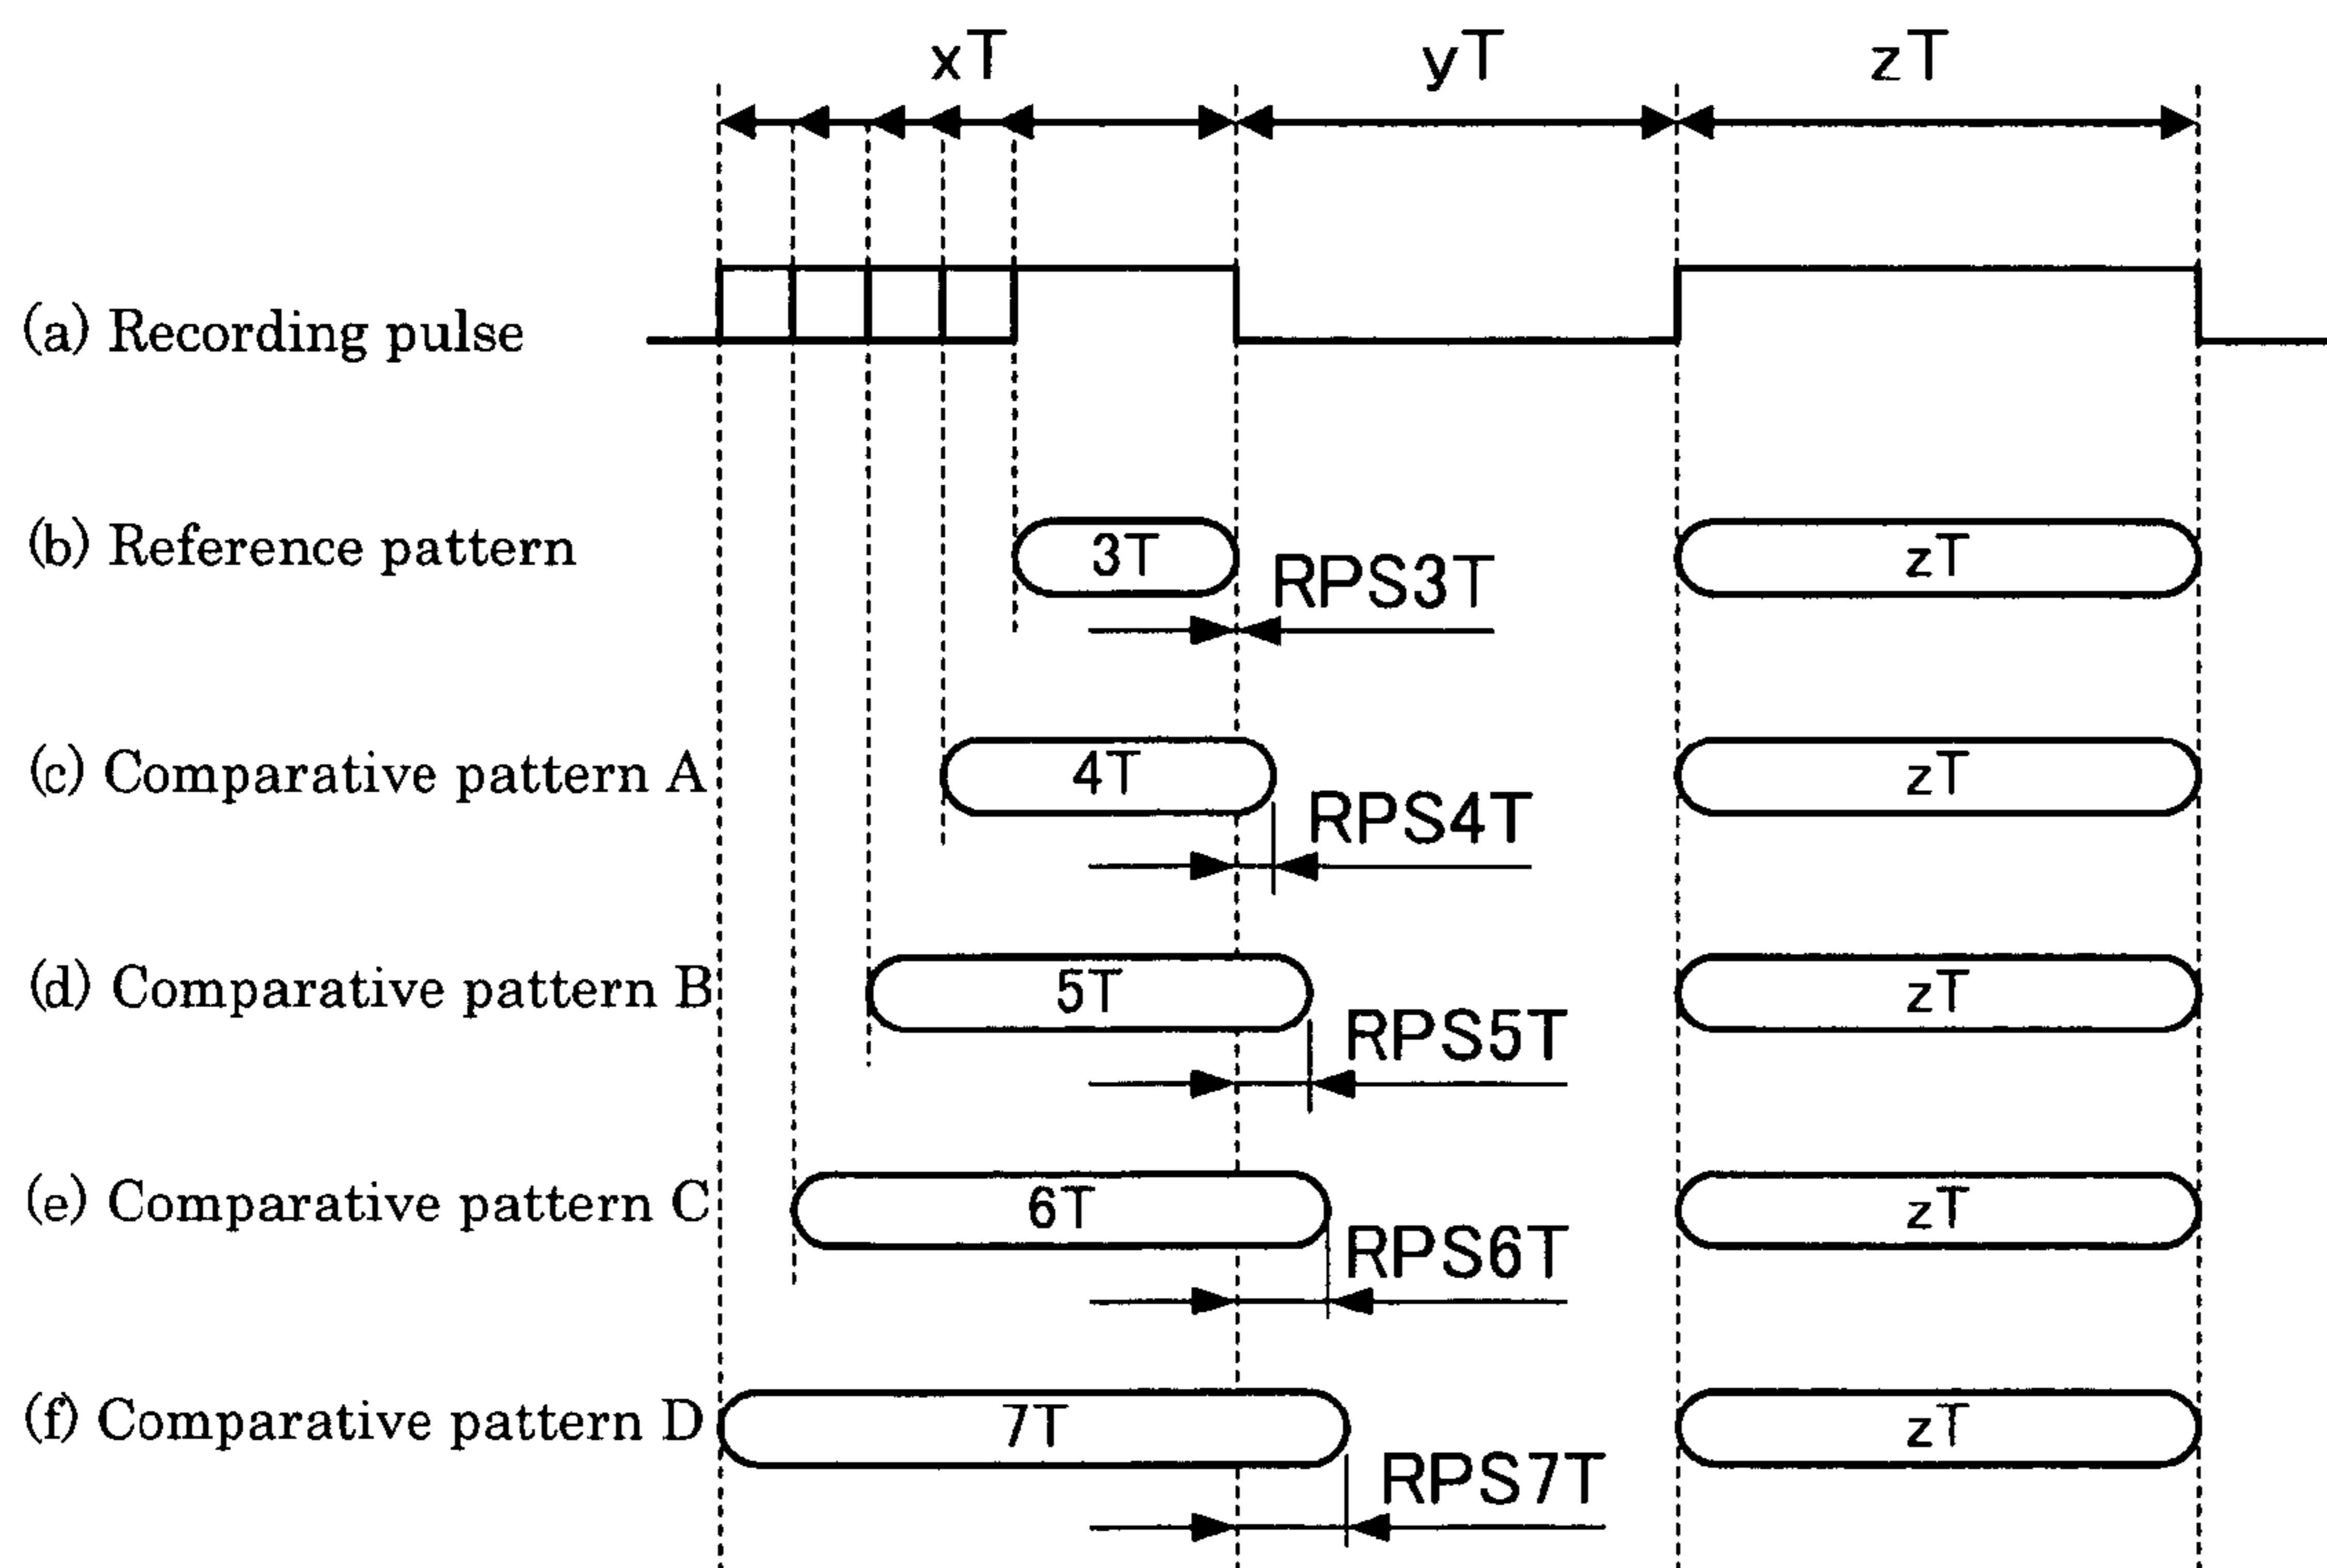 xT yT zT
(a) Recording pulse
(b) Reference pattern 3T zT
RPS3T
(c) Comparative pattern A 4T zT
RPS4T
(d) Comparative pattern B 5T zT
RPS5T
(e) Comparative pattern C 6T zT
RPS6T
(f) Comparative pattern D 7T zT
RPS7T